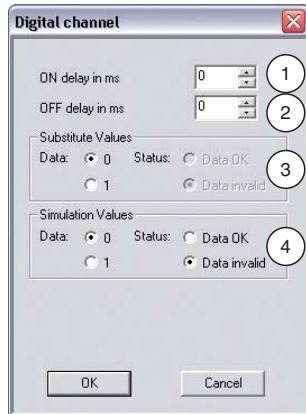 Digital channel
ON delay in ms 0 1
OFF delay in ms 0 2
Substitute Values
Data: 0 Status: Data OK
1 Data invalid 3
Simulation Values
Data: 0 Status: Data OK
1 Data invalid 4
OK Cancel